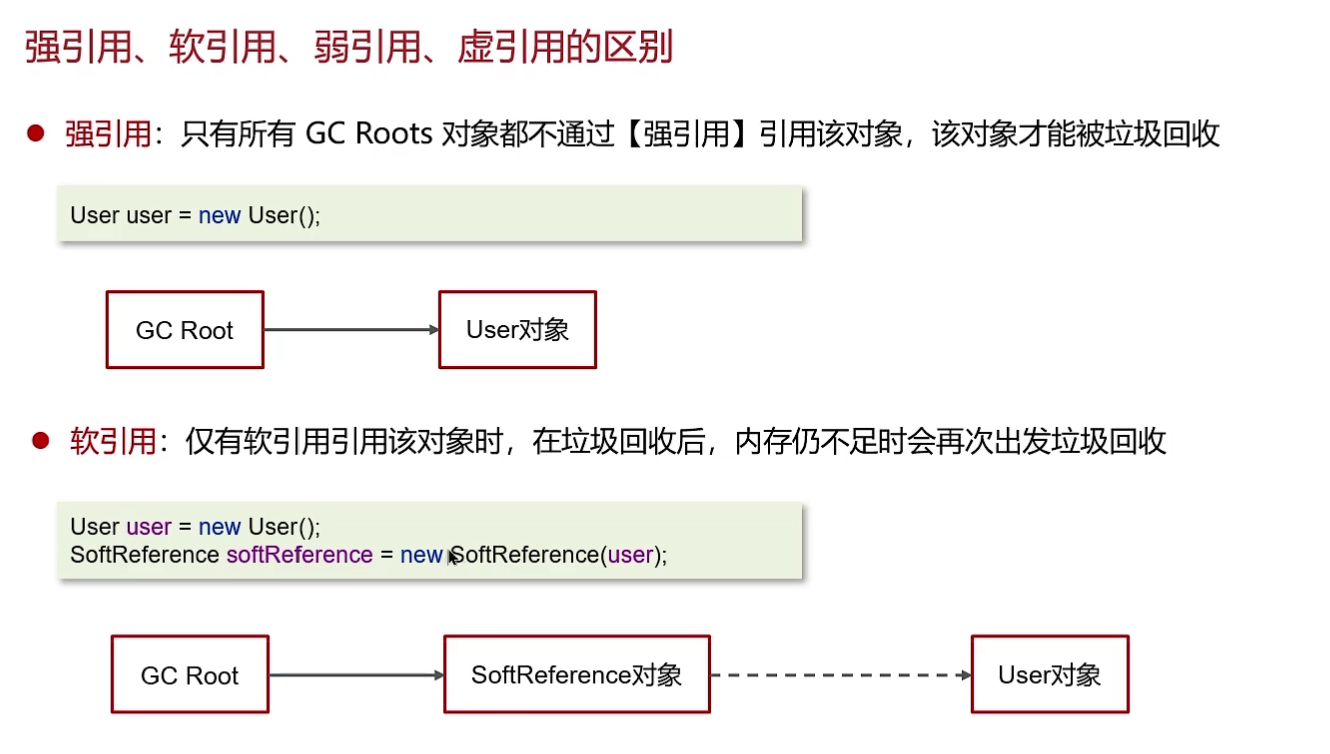 强引用、软引用、弱引用、虚引用的区别
强引用：只有所有 GC Roots 对象都不通过【强引用】引用该对象，该对象才能被垃圾回收
User user = new User();
GC Root
User对象
软引用：仅有软引用引用该对象时，在垃圾回收后，内存仍不足时会再次出发垃圾回收
User user = new User();
SoftReference softReference = new SoftReference(user);
GC Root
SoftReference对象
User对象